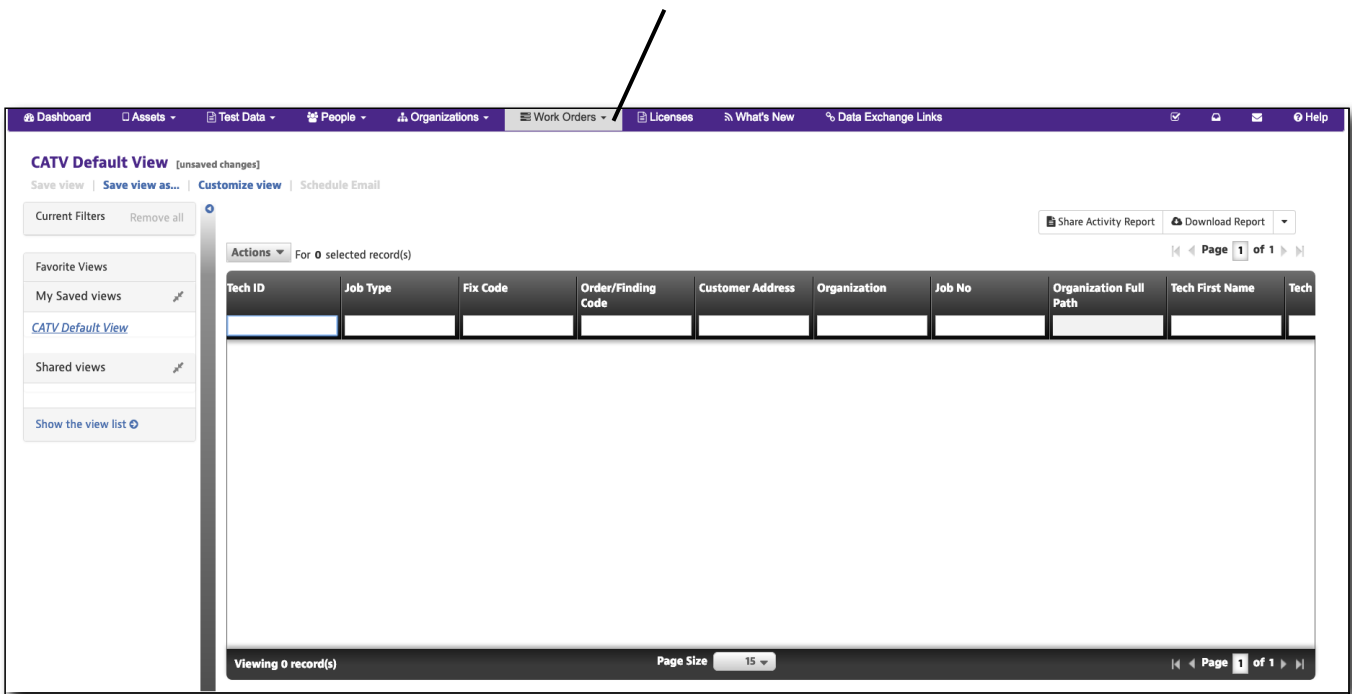 Dashboard Assets Test Data People Organizations Work Orders Licenses What's New Data Exchange Links Help
CATV Default View [unsaved changes]
Save view | Save view as... | Customize view | Schedule Email
Current Filters Remove all
Share Activity Report Download Report
Actions For 0 selected record(s)
Page 1 of 1
Favorite Views
My Saved views
CATV Default View
Shared views
Show the view list
Tech ID Job Type Fix Code Order/Finding Code Customer Address Organization Job No Organization Full Path Tech First Name Tech
Viewing 0 record(s) Page Size 15 Page 1 of 1